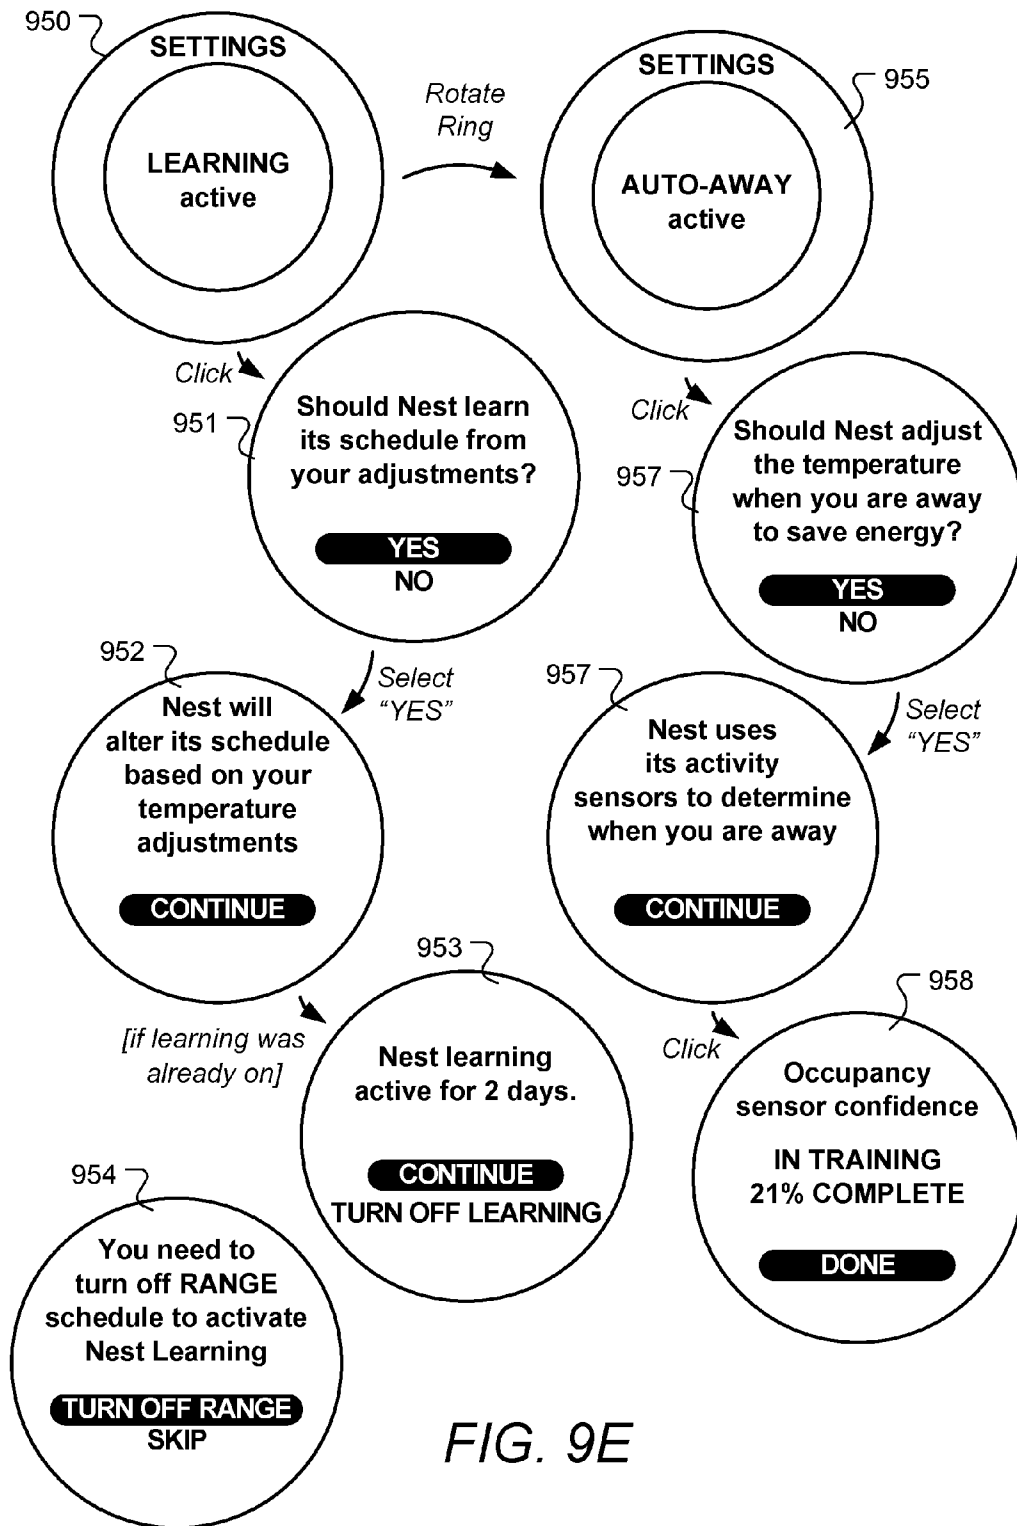 950
SETTINGS
LEARNING
active
Rotate
Ring
SETTINGS
955
AUTO-AWAY
active
Click
951
Should Nest learn
its schedule from
your adjustments?
YES
NO
Click
957
Should Nest adjust
the temperature
when you are away
to save energy?
YES
NO
952
Select
“YES”
Nest will
alter its schedule
based on your
temperature
adjustments
CONTINUE
957
Select
“YES”
Nest uses
its activity
sensors to determine
when you are away
CONTINUE
[if learning was
already on]
953
Nest learning
active for 2 days.
CONTINUE
TURN OFF LEARNING
Click
958
Occupancy
sensor confidence
IN TRAINING
21% COMPLETE
DONE
954
You need to
turn off RANGE
schedule to activate
Nest Learning
TURN OFF RANGE
SKIP
FIG. 9E